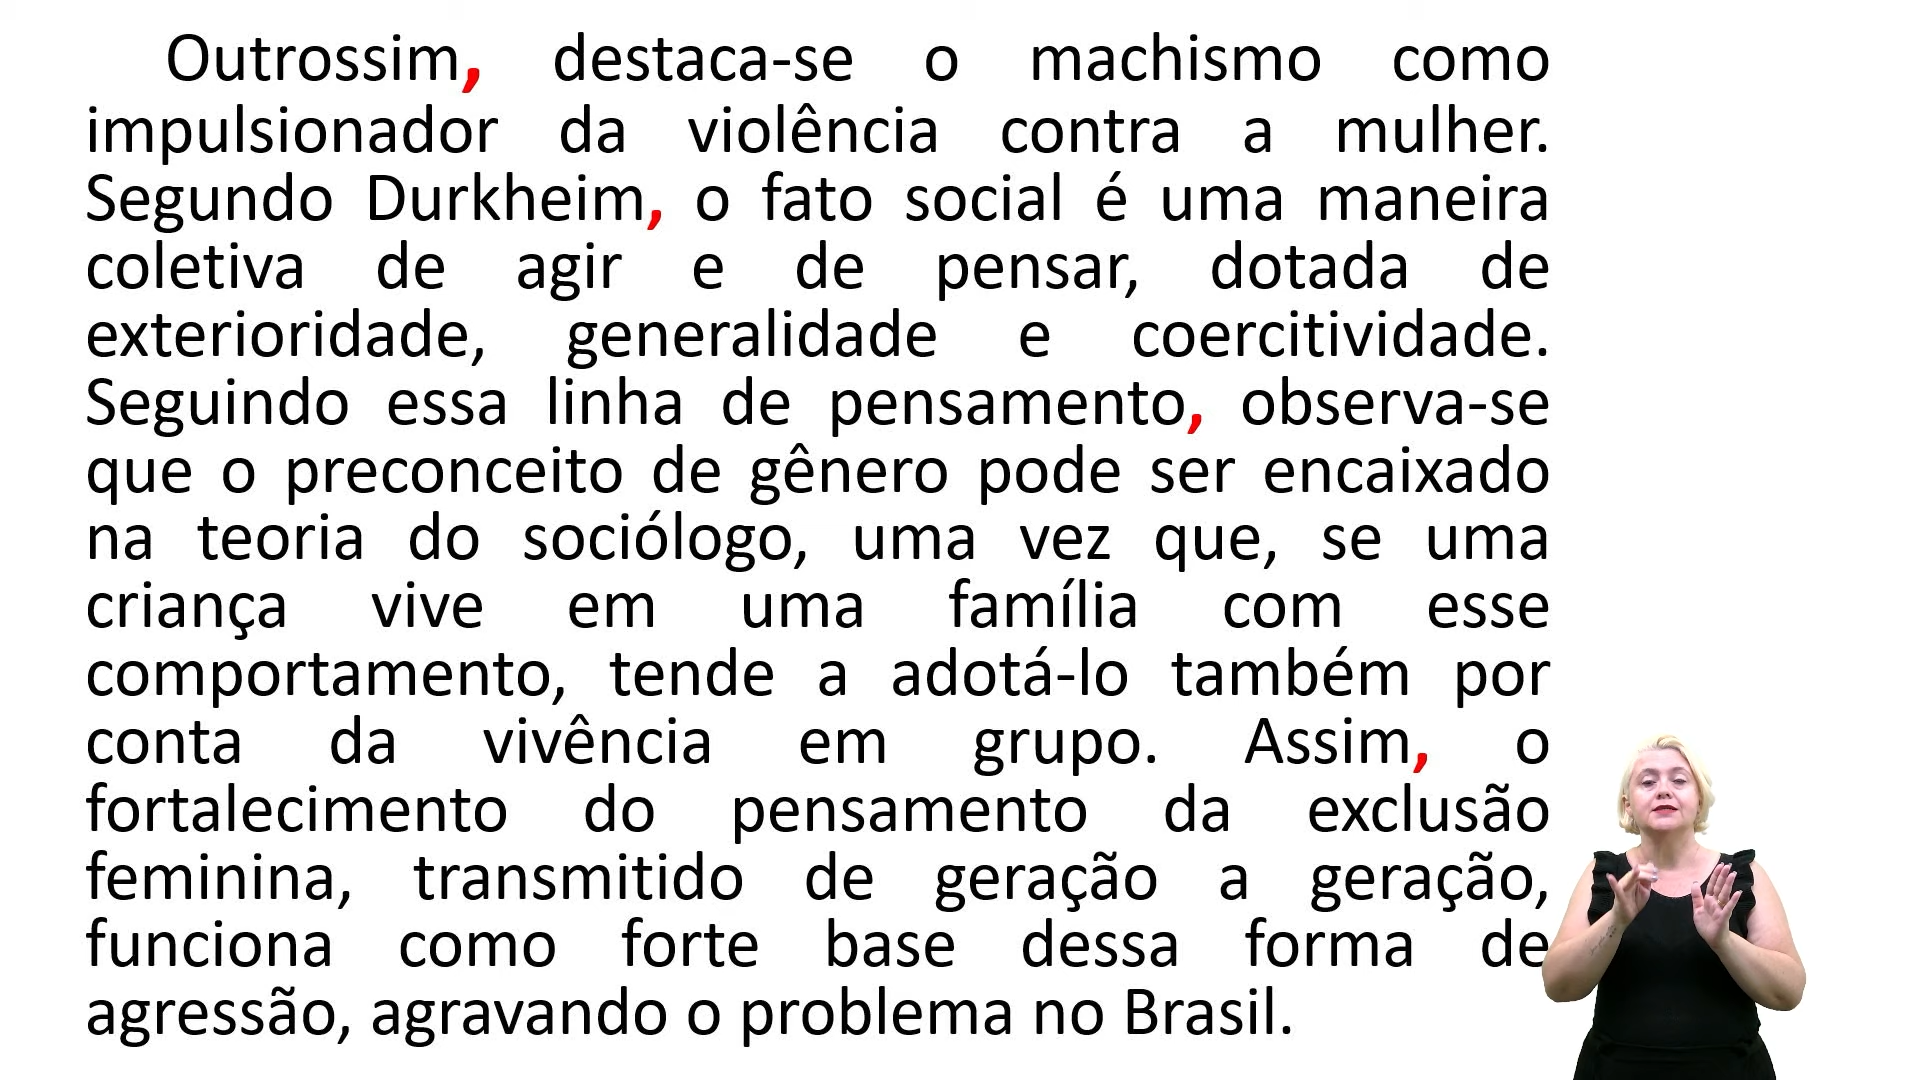 Outrossim, destaca-se o machismo como
impulsionador da violência contra a mulher.
Segundo Durkheim, o fato social é uma maneira
coletiva de agir e de pensar, dotada de
exterioridade, generalidade e coercitividade.
Seguindo essa linha de pensamento, observa-se
que o preconceito de gênero pode ser encaixado
na teoria do sociólogo, uma vez que, se uma
criança vive em uma família com esse
comportamento, tende a adotá-lo também por
conta da vivência em grupo. Assim, o
fortalecimento do pensamento da exclusão
feminina, transmitido de geração a geração,
funciona como forte base dessa forma de
agressão, agravando o problema no Brasil.